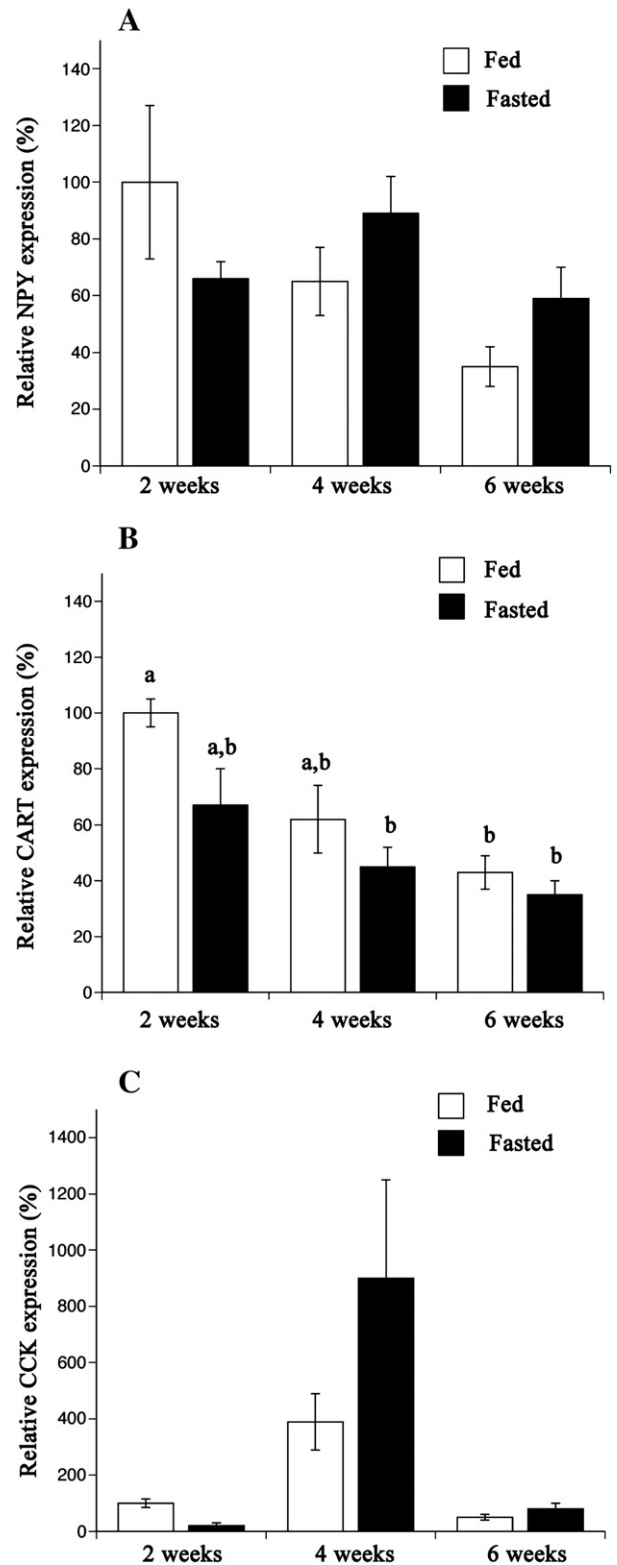 A
Relative NPY expression (%)
140
120
100
80
60
40
20
0
Fed
Fasted
2 weeks 4 weeks 6 weeks
B
Relative CART expression (%)
140
120
100
80
60
40
20
0
Fed
Fasted
a
a,b
a,b
b
b
b
2 weeks 4 weeks 6 weeks
C
Relative CCK expression (%)
1400
1200
1000
800
600
400
200
0
Fed
Fasted
2 weeks 4 weeks 6 weeks